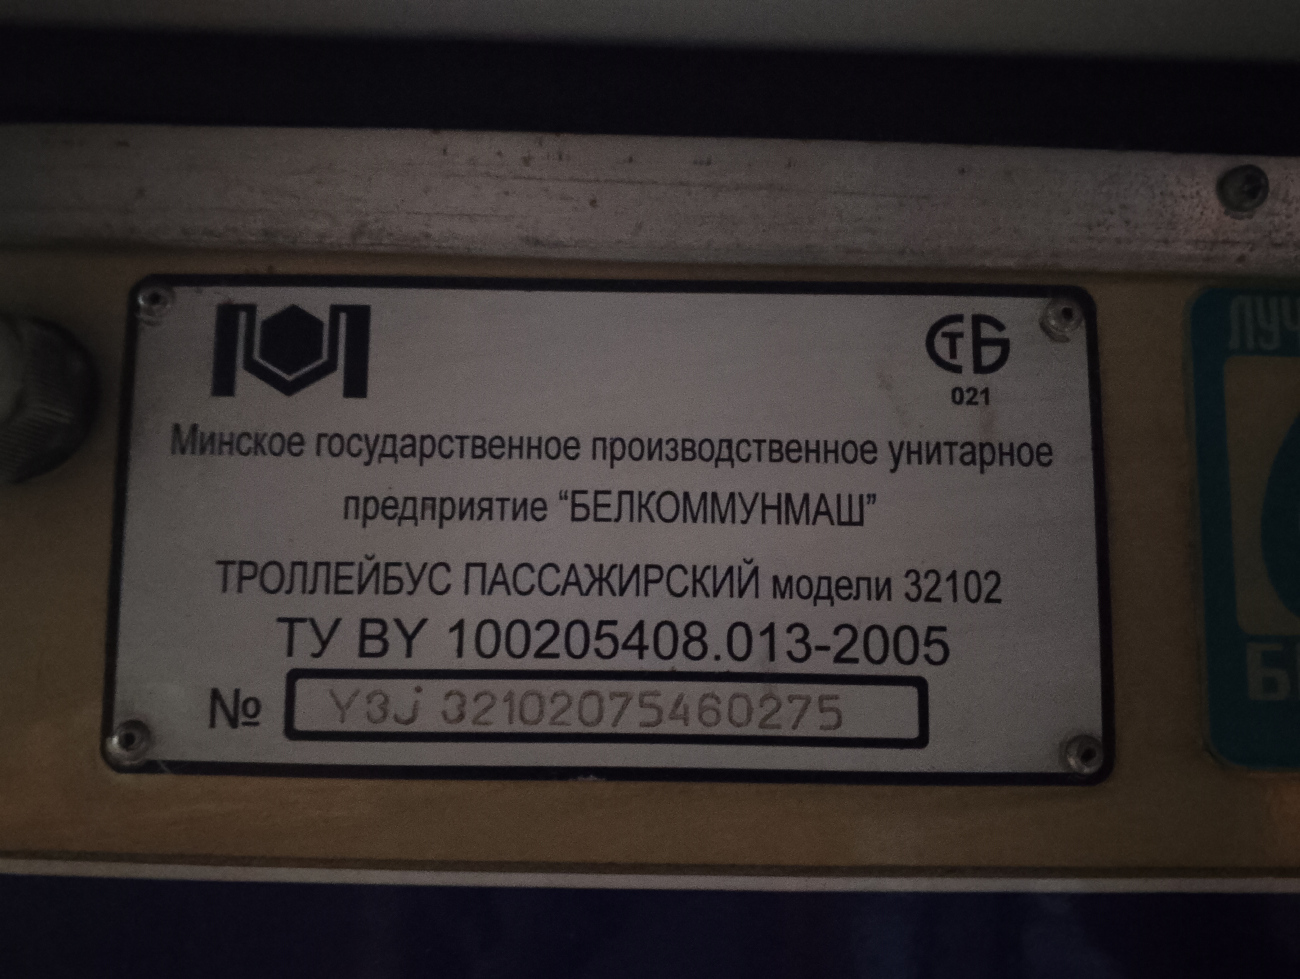 СТБ
021
Минское государственное производственное унитарное
предприятие “БЕЛКОММУНМАШ”
ТРОЛЛЕЙБУС ПАССАЖИРСКИЙ модели 32102
ТУ BY 100205408.013-2005
№ Y3J 32102075460275